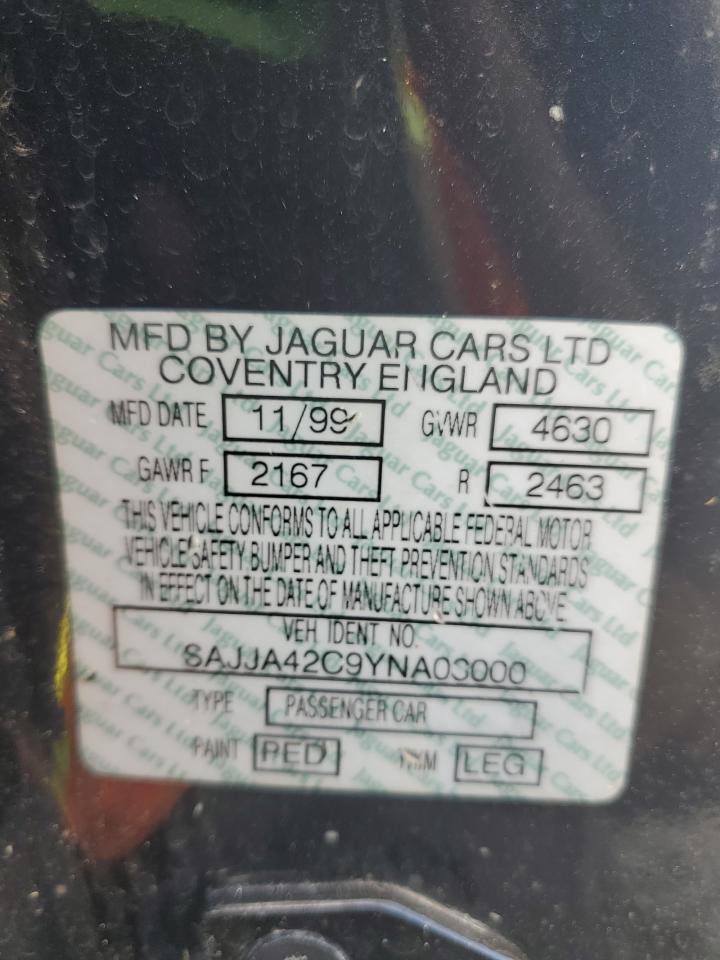 MFD BY JAGUAR CARS LTD
COVENTRY ENGLAND
MFD DATE 11/99 GVWR 4630
GAWR F 2167 R 2463
THIS VEHICLE CONFORMS TO ALL APPLICABLE FEDERAL MOTOR
VEHICLE SAFETY BUMPER AND THEFT PREVENTION STANDARDS
IN EFFECT ON THE DATE OF MANUFACTURE SHOWN ABOVE
VEH IDENT NO.
SAJJA42C9YNA03000
TYPE PASSENGER CAR
PAINT PED TRIM LEG